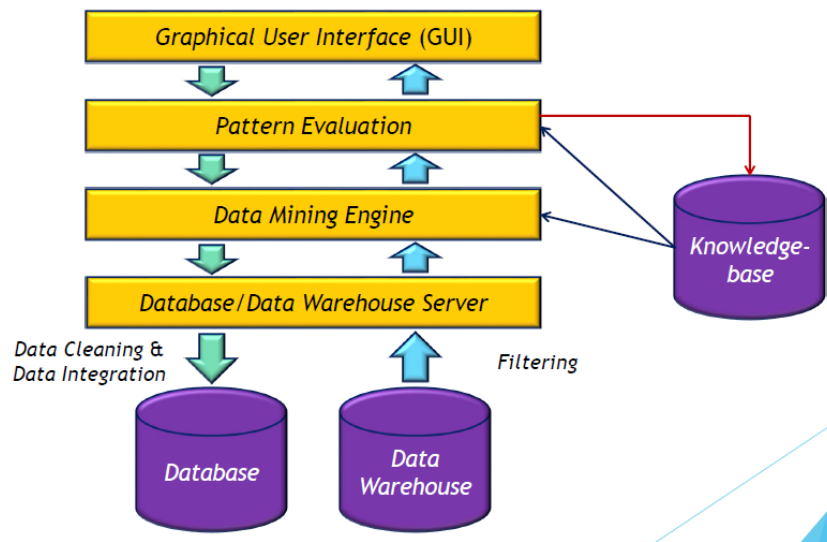 Graphical User Interface (GUI)
Pattern Evaluation
Data Mining Engine
Knowledge-
base
Database/Data Warehouse Server
Data Cleaning &
Data Integration
Filtering
Database
Data
Warehouse